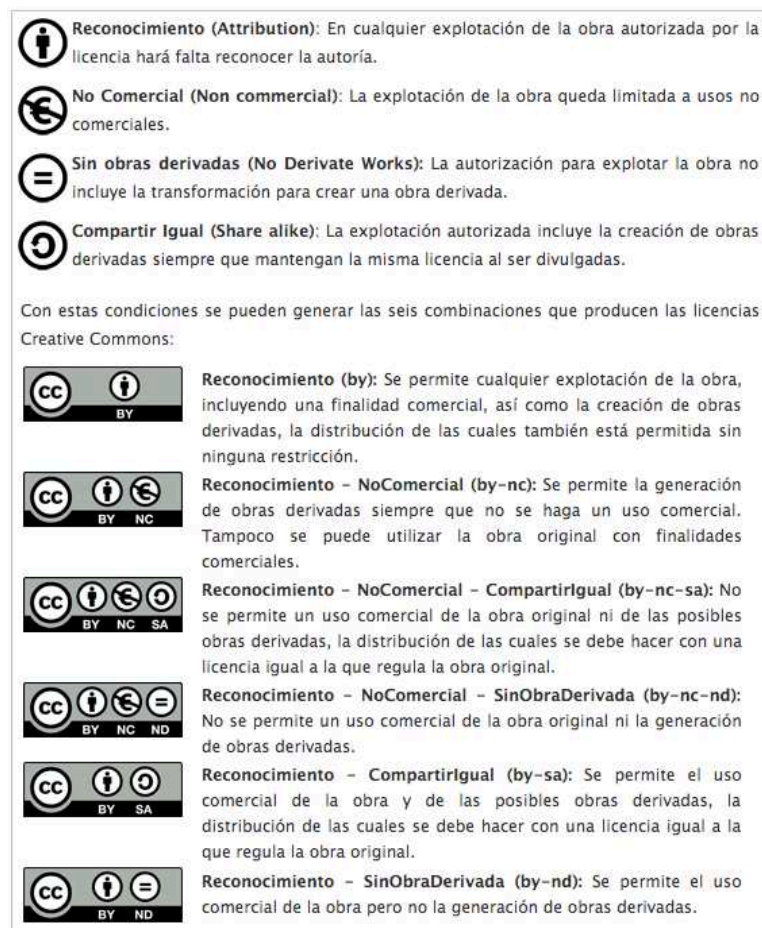 Reconocimiento (Attribution): En cualquier explotación de la obra autorizada por la
licencia hará falta reconocer la autoría.
No Comercial (Non commercial): La explotación de la obra queda limitada a usos no
comerciales.
Sin obras derivadas (No Derivate Works): La autorización para explotar la obra no
incluye la transformación para crear una obra derivada.
Compartir Igual (Share alike): La explotación autorizada incluye la creación de obras
derivadas siempre que mantengan la misma licencia al ser divulgadas.
Con estas condiciones se pueden generar las seis combinaciones que producen las licencias
Creative Commons:
cc BY
Reconocimiento (by): Se permite cualquier explotación de la obra,
incluyendo una finalidad comercial, así como la creación de obras
derivadas, la distribución de las cuales también está permitida sin
ninguna restricción.
cc BY NC
Reconocimiento – NoComercial (by-nc): Se permite la generación
de obras derivadas siempre que no se haga un uso comercial.
Tampoco se puede utilizar la obra original con finalidades
comerciales.
cc BY NC SA
Reconocimiento – NoComercial – CompartirIgual (by-nc-sa): No
se permite un uso comercial de la obra original ni de las posibles
obras derivadas, la distribución de las cuales se debe hacer con una
licencia igual a la que regula la obra original.
cc BY NC ND
Reconocimiento – NoComercial – SinObraDerivada (by-nc-nd):
No se permite un uso comercial de la obra original ni la generación
de obras derivadas.
cc BY SA
Reconocimiento – CompartirIgual (by-sa): Se permite el uso
comercial de la obra y de las posibles obras derivadas, la
distribución de las cuales se debe hacer con una licencia igual a la
que regula la obra original.
cc BY ND
Reconocimiento – SinObraDerivada (by-nd): Se permite el uso
comercial de la obra pero no la generación de obras derivadas.